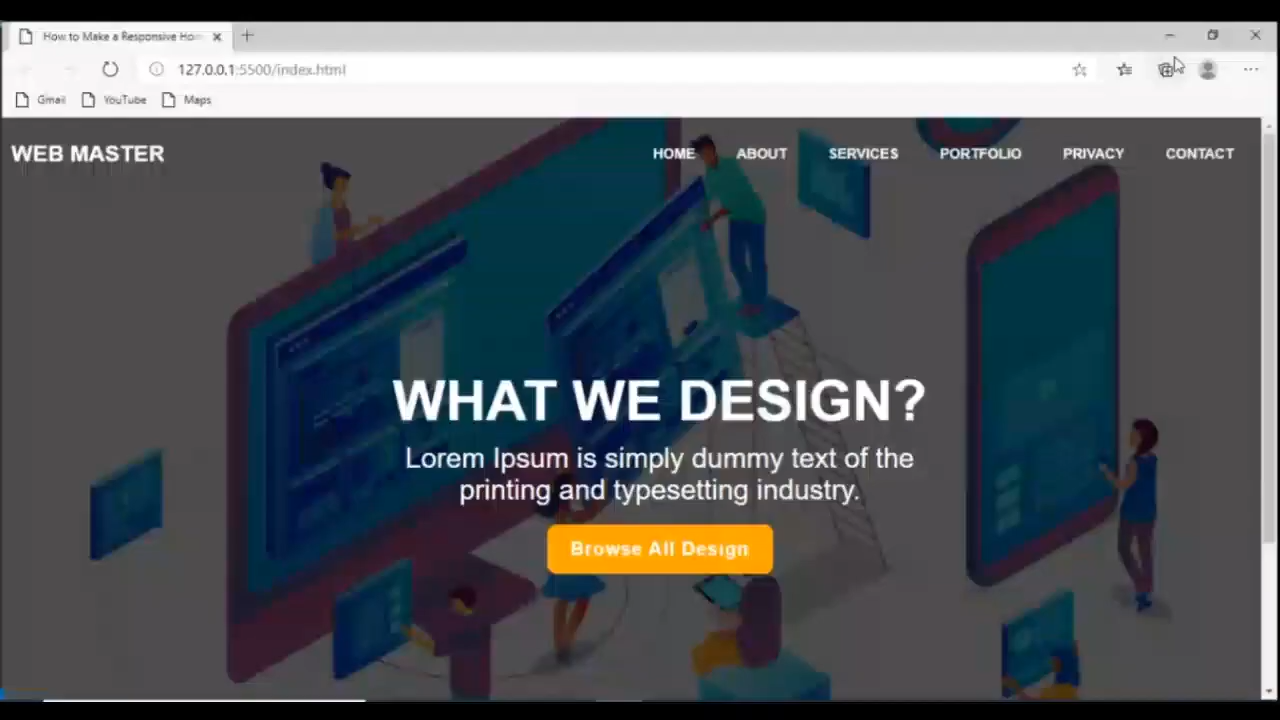 How to Make a Responsive Hom
127.0.0.1:5500/index.html
Gmail YouTube Maps
WEB MASTER HOME ABOUT SERVICES PORTFOLIO PRIVACY CONTACT
WHAT WE DESIGN?
Lorem Ipsum is simply dummy text of the
printing and typesetting industry.
Browse All Design